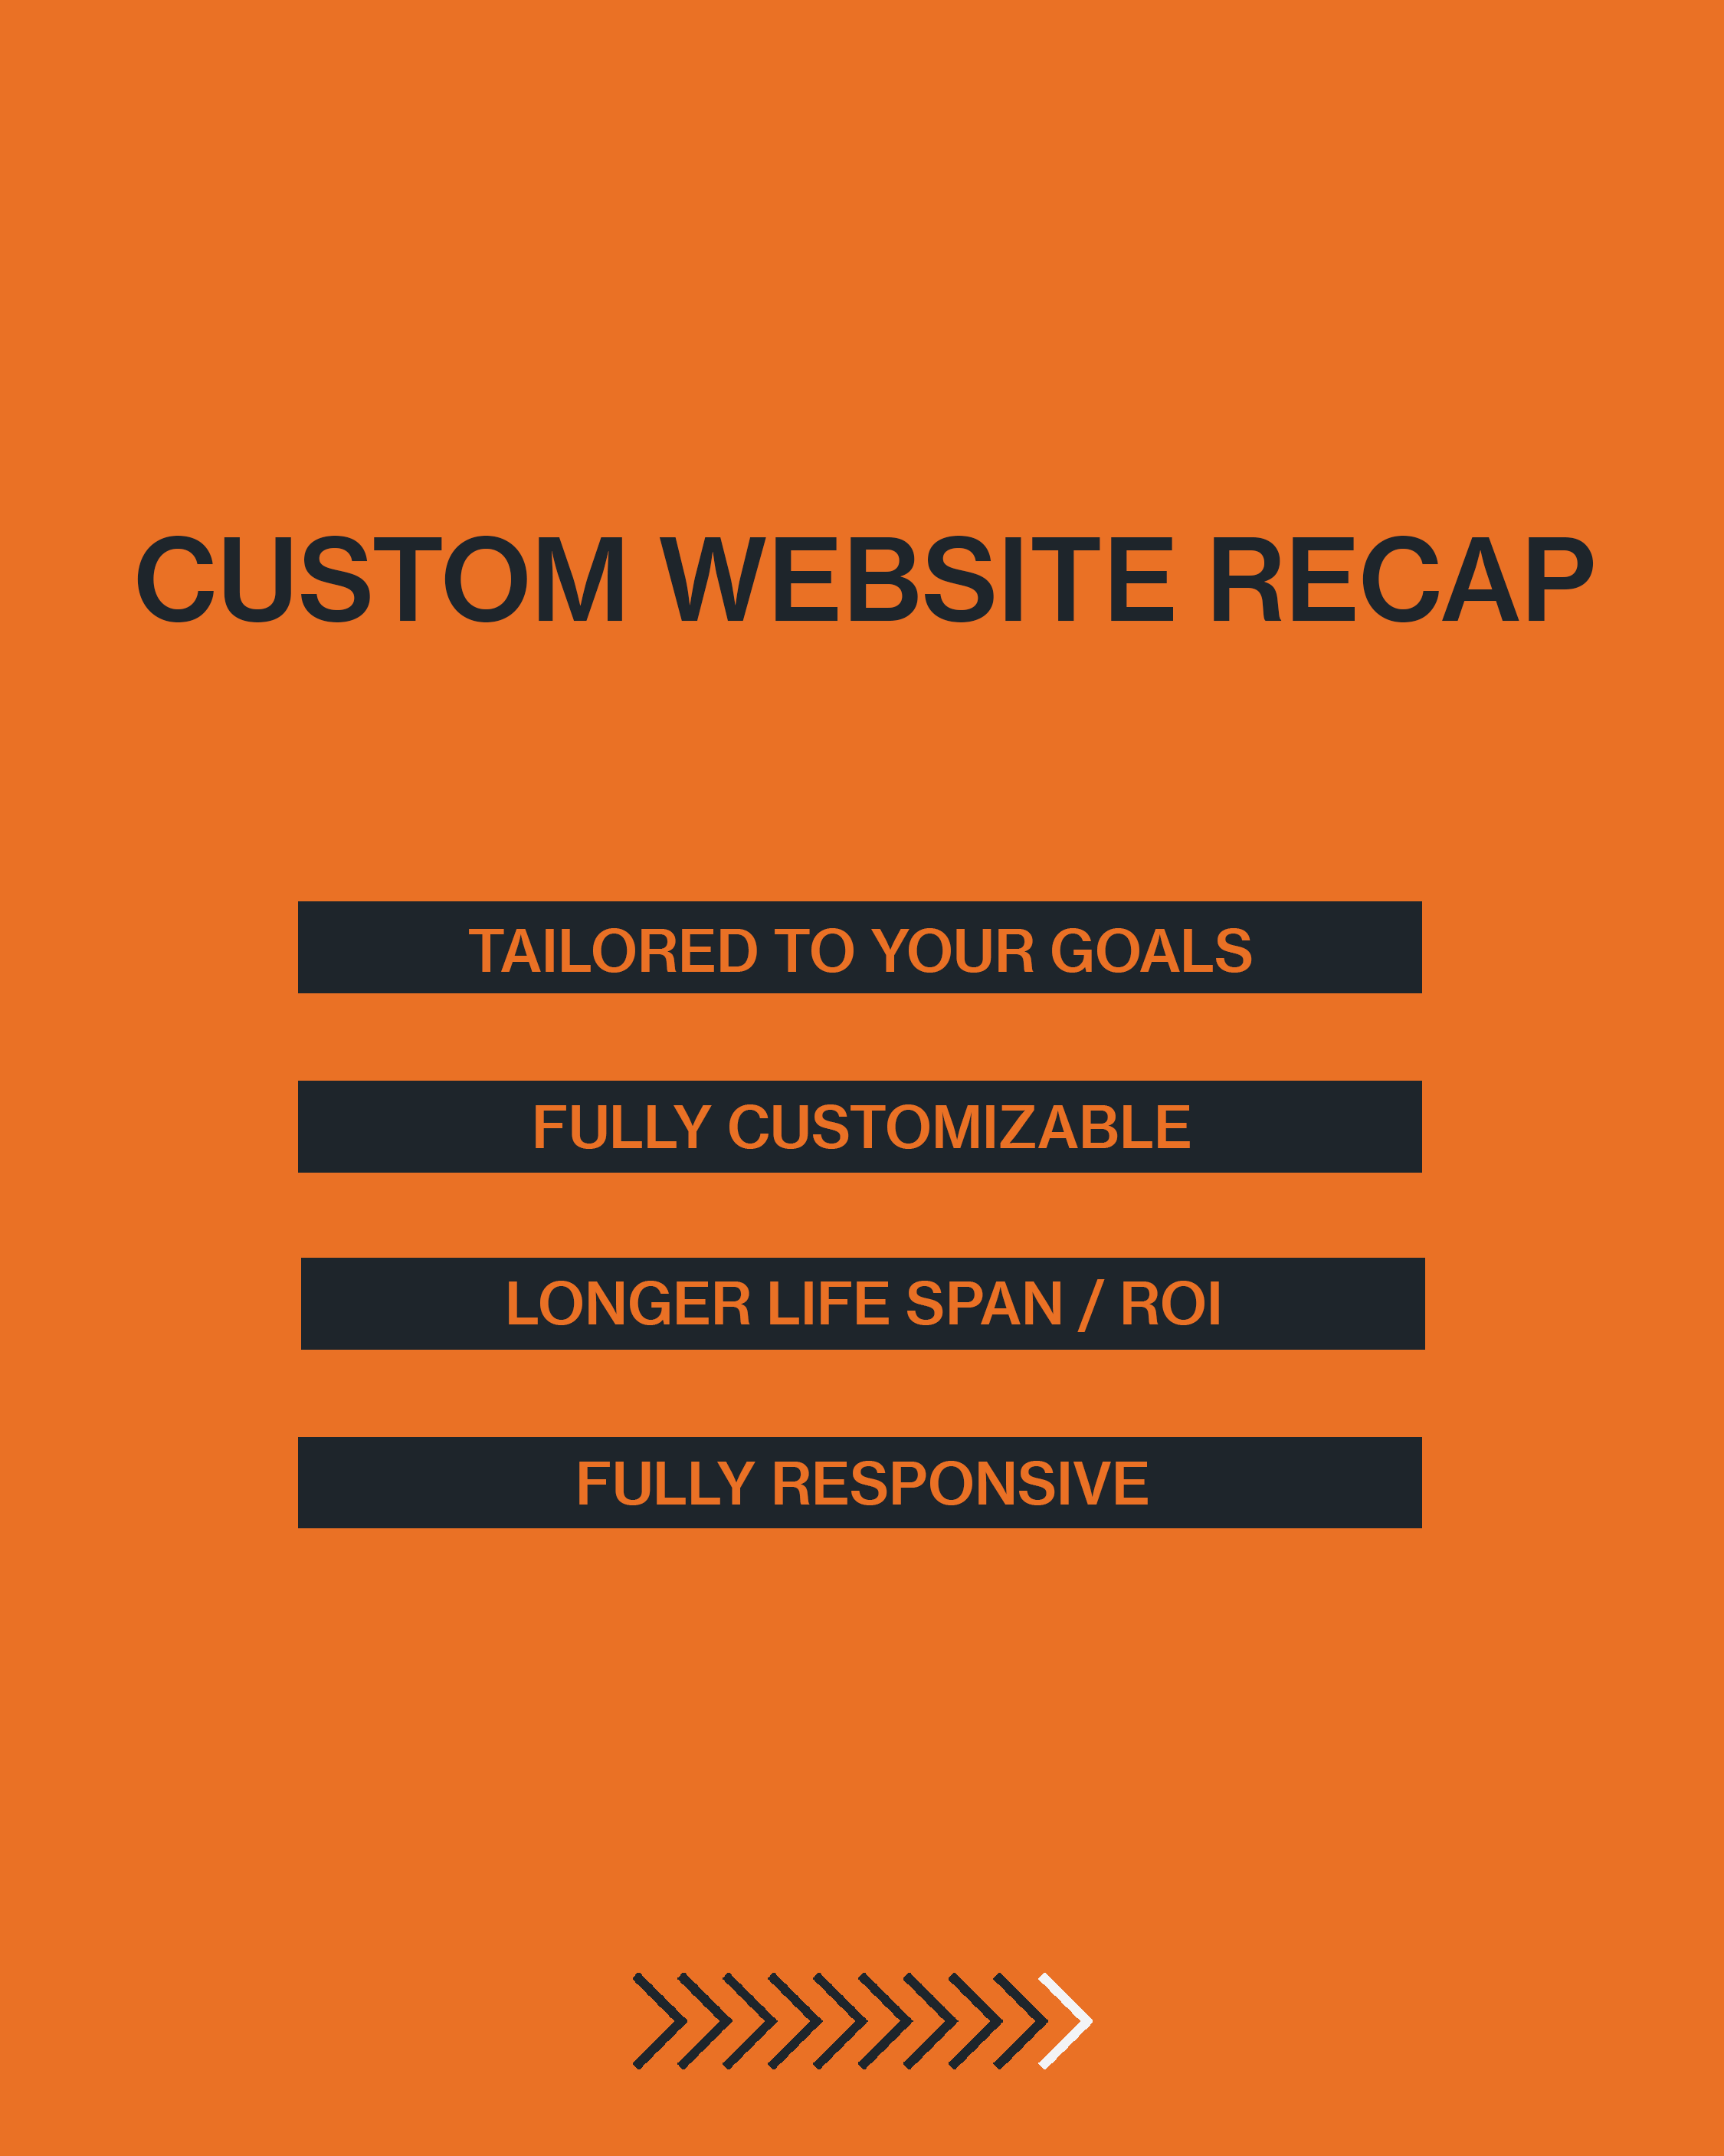 CUSTOM WEBSITE RECAP
TAILORED TO YOUR GOALS
FULLY CUSTOMIZABLE
LONGER LIFE SPAN / ROI
FULLY RESPONSIVE